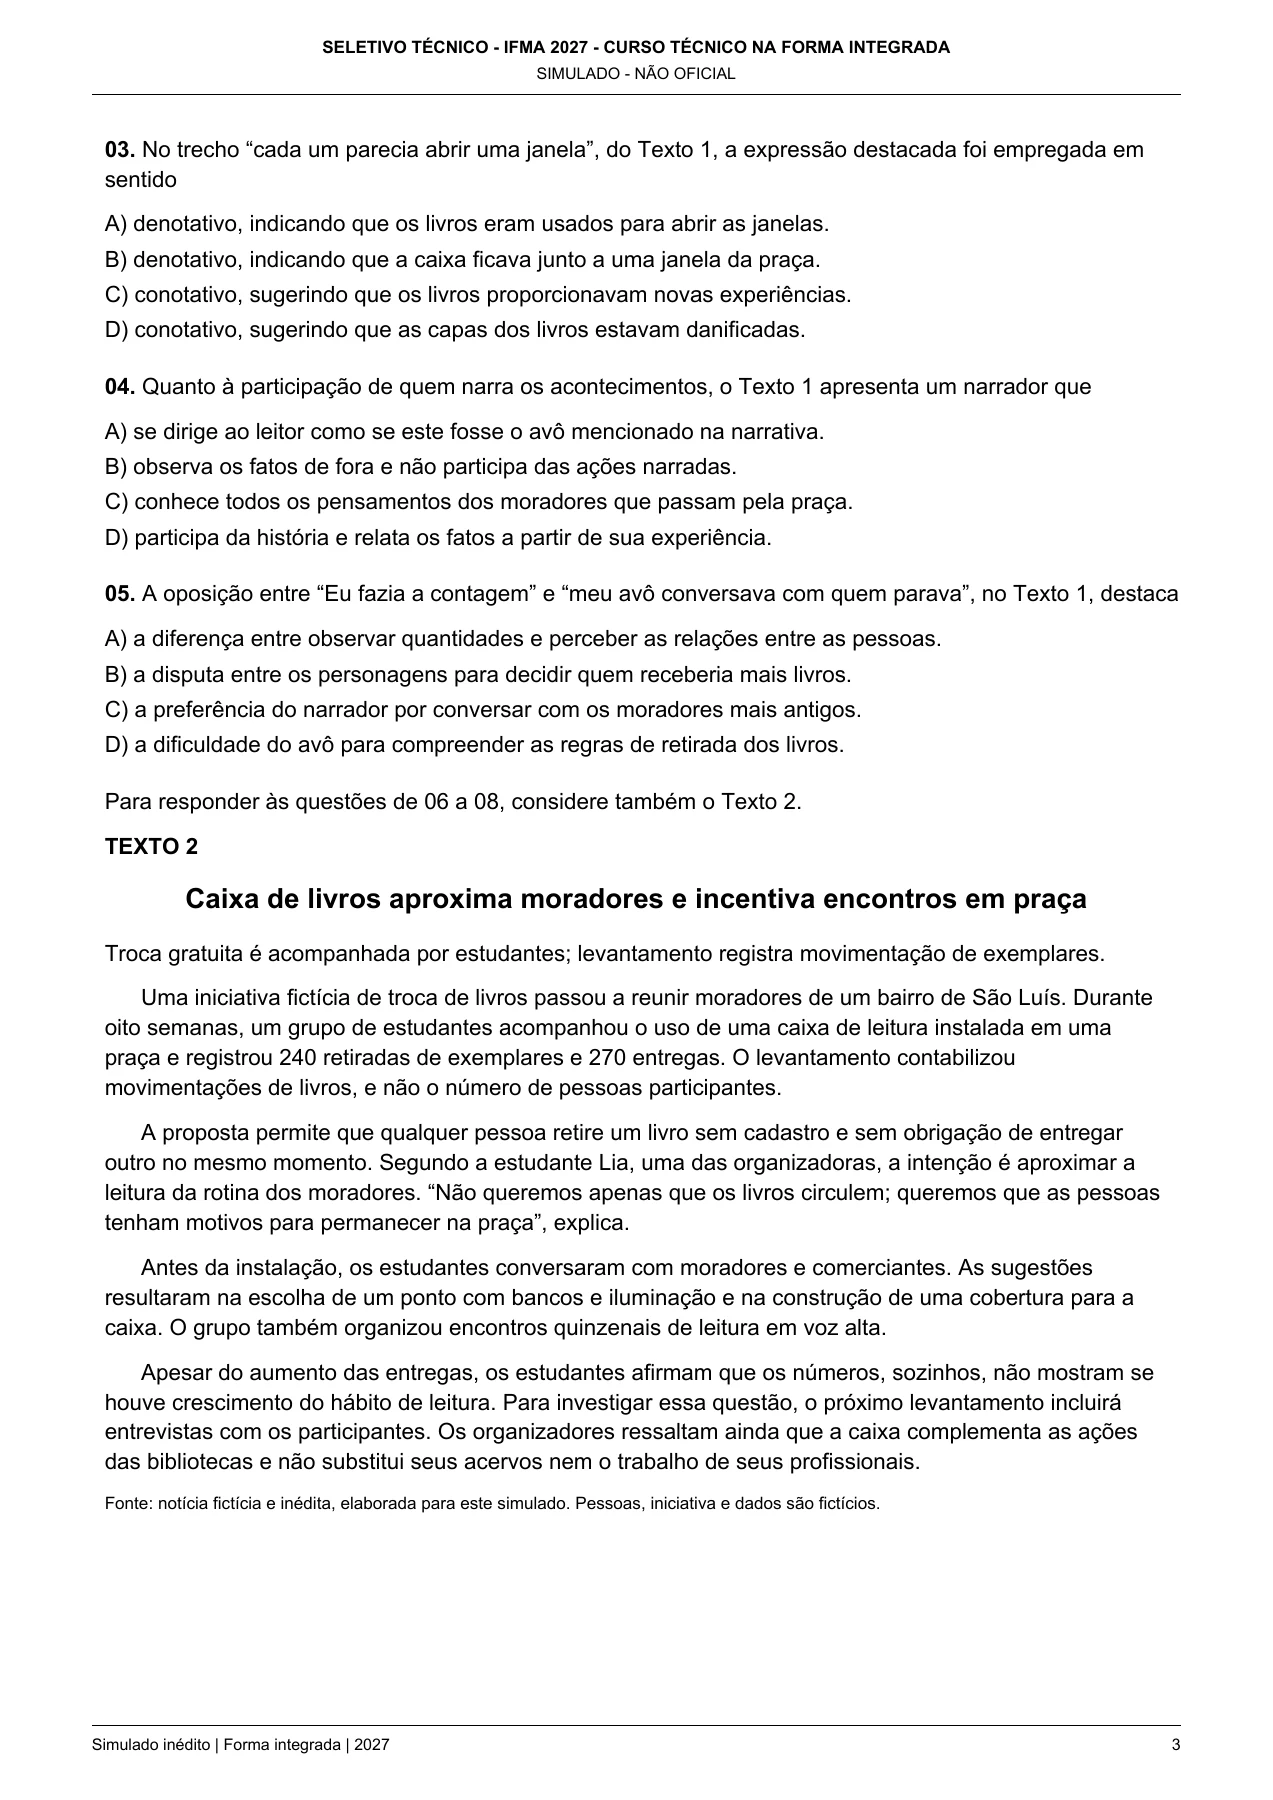 SELETIVO TÉCNICO - IFMA 2027 - CURSO TÉCNICO NA FORMA INTEGRADA
SIMULADO - NÃO OFICIAL
03. No trecho “cada um parecia abrir uma janela”, do Texto 1, a expressão destacada foi empregada em
sentido
A) denotativo, indicando que os livros eram usados para abrir as janelas.
B) denotativo, indicando que a caixa ficava junto a uma janela da praça.
C) conotativo, sugerindo que os livros proporcionavam novas experiências.
D) conotativo, sugerindo que as capas dos livros estavam danificadas.
04. Quanto à participação de quem narra os acontecimentos, o Texto 1 apresenta um narrador que
A) se dirige ao leitor como se este fosse o avô mencionado na narrativa.
B) observa os fatos de fora e não participa das ações narradas.
C) conhece todos os pensamentos dos moradores que passam pela praça.
D) participa da história e relata os fatos a partir de sua experiência.
05. A oposição entre “Eu fazia a contagem” e “meu avô conversava com quem parava”, no Texto 1, destaca
A) a diferença entre observar quantidades e perceber as relações entre as pessoas.
B) a disputa entre os personagens para decidir quem receberia mais livros.
C) a preferência do narrador por conversar com os moradores mais antigos.
D) a dificuldade do avô para compreender as regras de retirada dos livros.
Para responder às questões de 06 a 08, considere também o Texto 2.
TEXTO 2
Caixa de livros aproxima moradores e incentiva encontros em praça
Troca gratuita é acompanhada por estudantes; levantamento registra movimentação de exemplares.
Uma iniciativa fictícia de troca de livros passou a reunir moradores de um bairro de São Luís. Durante
oito semanas, um grupo de estudantes acompanhou o uso de uma caixa de leitura instalada em uma
praça e registrou 240 retiradas de exemplares e 270 entregas. O levantamento contabilizou
movimentações de livros, e não o número de pessoas participantes.
A proposta permite que qualquer pessoa retire um livro sem cadastro e sem obrigação de entregar
outro no mesmo momento. Segundo a estudante Lia, uma das organizadoras, a intenção é aproximar a
leitura da rotina dos moradores. “Não queremos apenas que os livros circulem; queremos que as pessoas
tenham motivos para permanecer na praça”, explica.
Antes da instalação, os estudantes conversaram com moradores e comerciantes. As sugestões
resultaram na escolha de um ponto com bancos e iluminação e na construção de uma cobertura para a
caixa. O grupo também organizou encontros quinzenais de leitura em voz alta.
Apesar do aumento das entregas, os estudantes afirmam que os números, sozinhos, não mostram se
houve crescimento do hábito de leitura. Para investigar essa questão, o próximo levantamento incluirá
entrevistas com os participantes. Os organizadores ressaltam ainda que a caixa complementa as ações
das bibliotecas e não substitui seus acervos nem o trabalho de seus profissionais.
Fonte: notícia fictícia e inédita, elaborada para este simulado. Pessoas, iniciativa e dados são fictícios.
Simulado inédito | Forma integrada | 2027
3